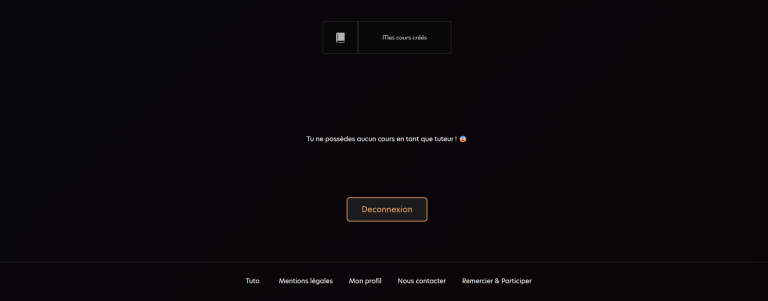 Mes cours créés
Tu ne possèdes aucun cours en tant que tuteur ! 😨
Deconnexion
Tuto Mentions légales Mon profil Nous contacter Remercier & Participer